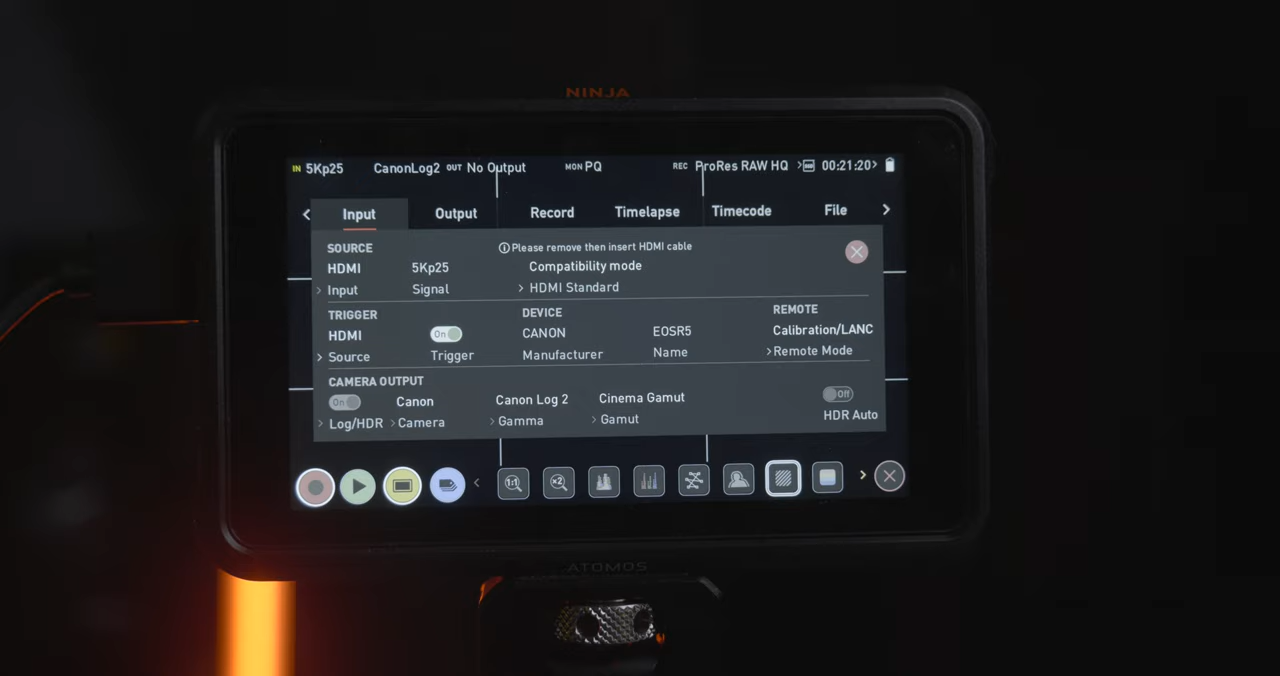 NINJA
IN 5Kp25 CanonLog2 OUT No Output MON PQ REC ProRes RAW HQ 00:21:20
Input Output Record Timelapse Timecode File
SOURCE Please remove then insert HDMI cable
HDMI 5Kp25 Compatibility mode
> Input Signal > HDMI Standard
TRIGGER DEVICE REMOTE
HDMI On CANON EOSR5 Calibration/LANC
> Source Trigger Manufacturer Name >Remote Mode
CAMERA OUTPUT
On Canon Canon Log 2 Cinema Gamut Off
> Log/HDR > Camera > Gamma > Gamut HDR Auto
1:1 x2
ATOMOS